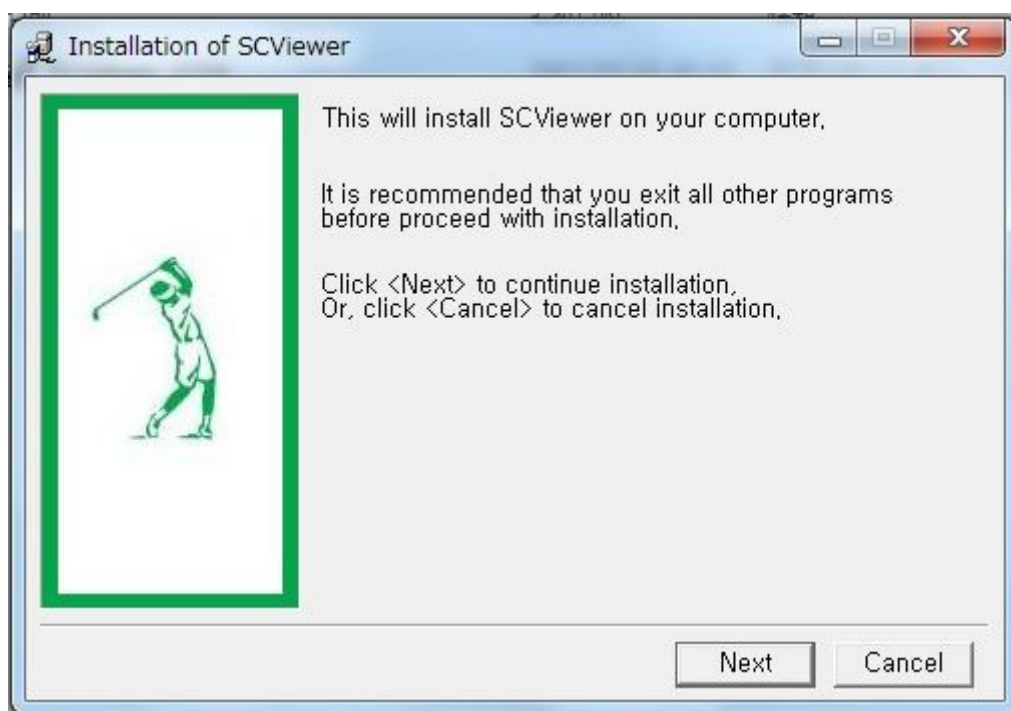 Installation of SCViewer
This will install SCViewer on your computer,
It is recommended that you exit all other programs
before proceed with installation,
Click <Next> to continue installation,
Or, click <Cancel> to cancel installation,
Next
Cancel